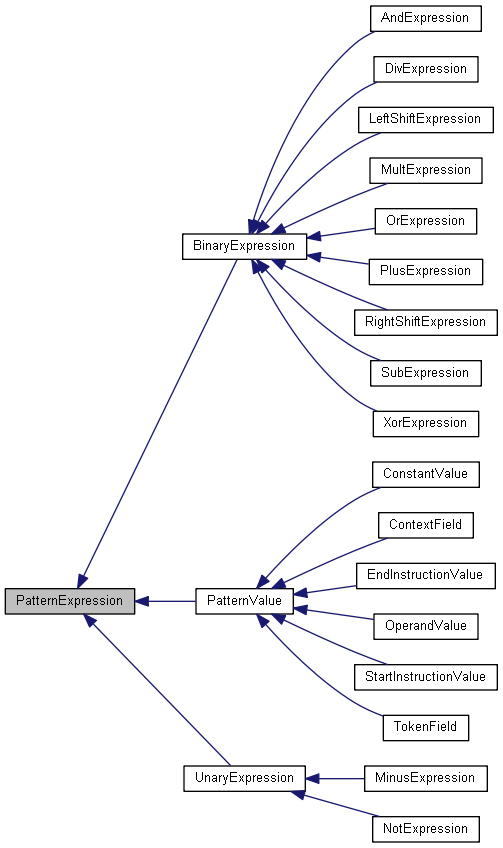 AndExpression
DivExpression
LeftShiftExpression
MultExpression
OrExpression
BinaryExpression
PlusExpression
RightShiftExpression
SubExpression
XorExpression
ConstantValue
ContextField
EndInstructionValue
PatternExpression
PatternValue
OperandValue
StartInstructionValue
TokenField
UnaryExpression
MinusExpression
NotExpression